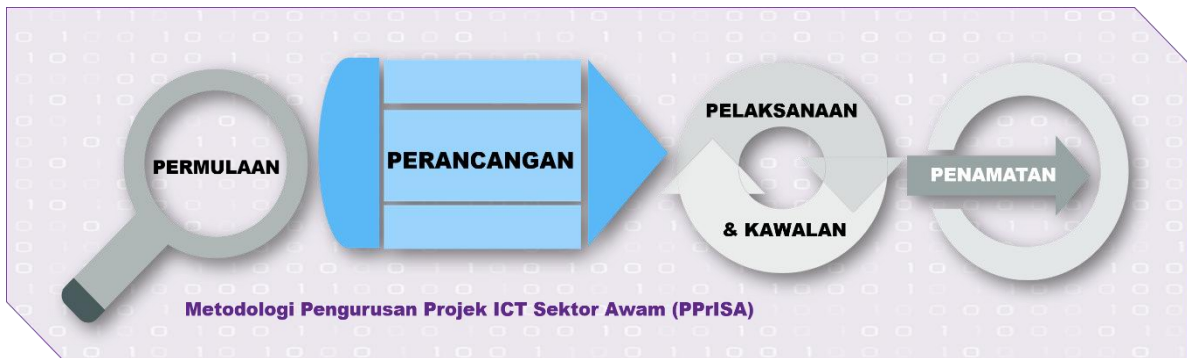 PERMULAAN
PERANCANGAN
PELAKSANAAN
& KAWALAN
PENAMATAN
Metodologi Pengurusan Projek ICT Sektor Awam (PPrISA)